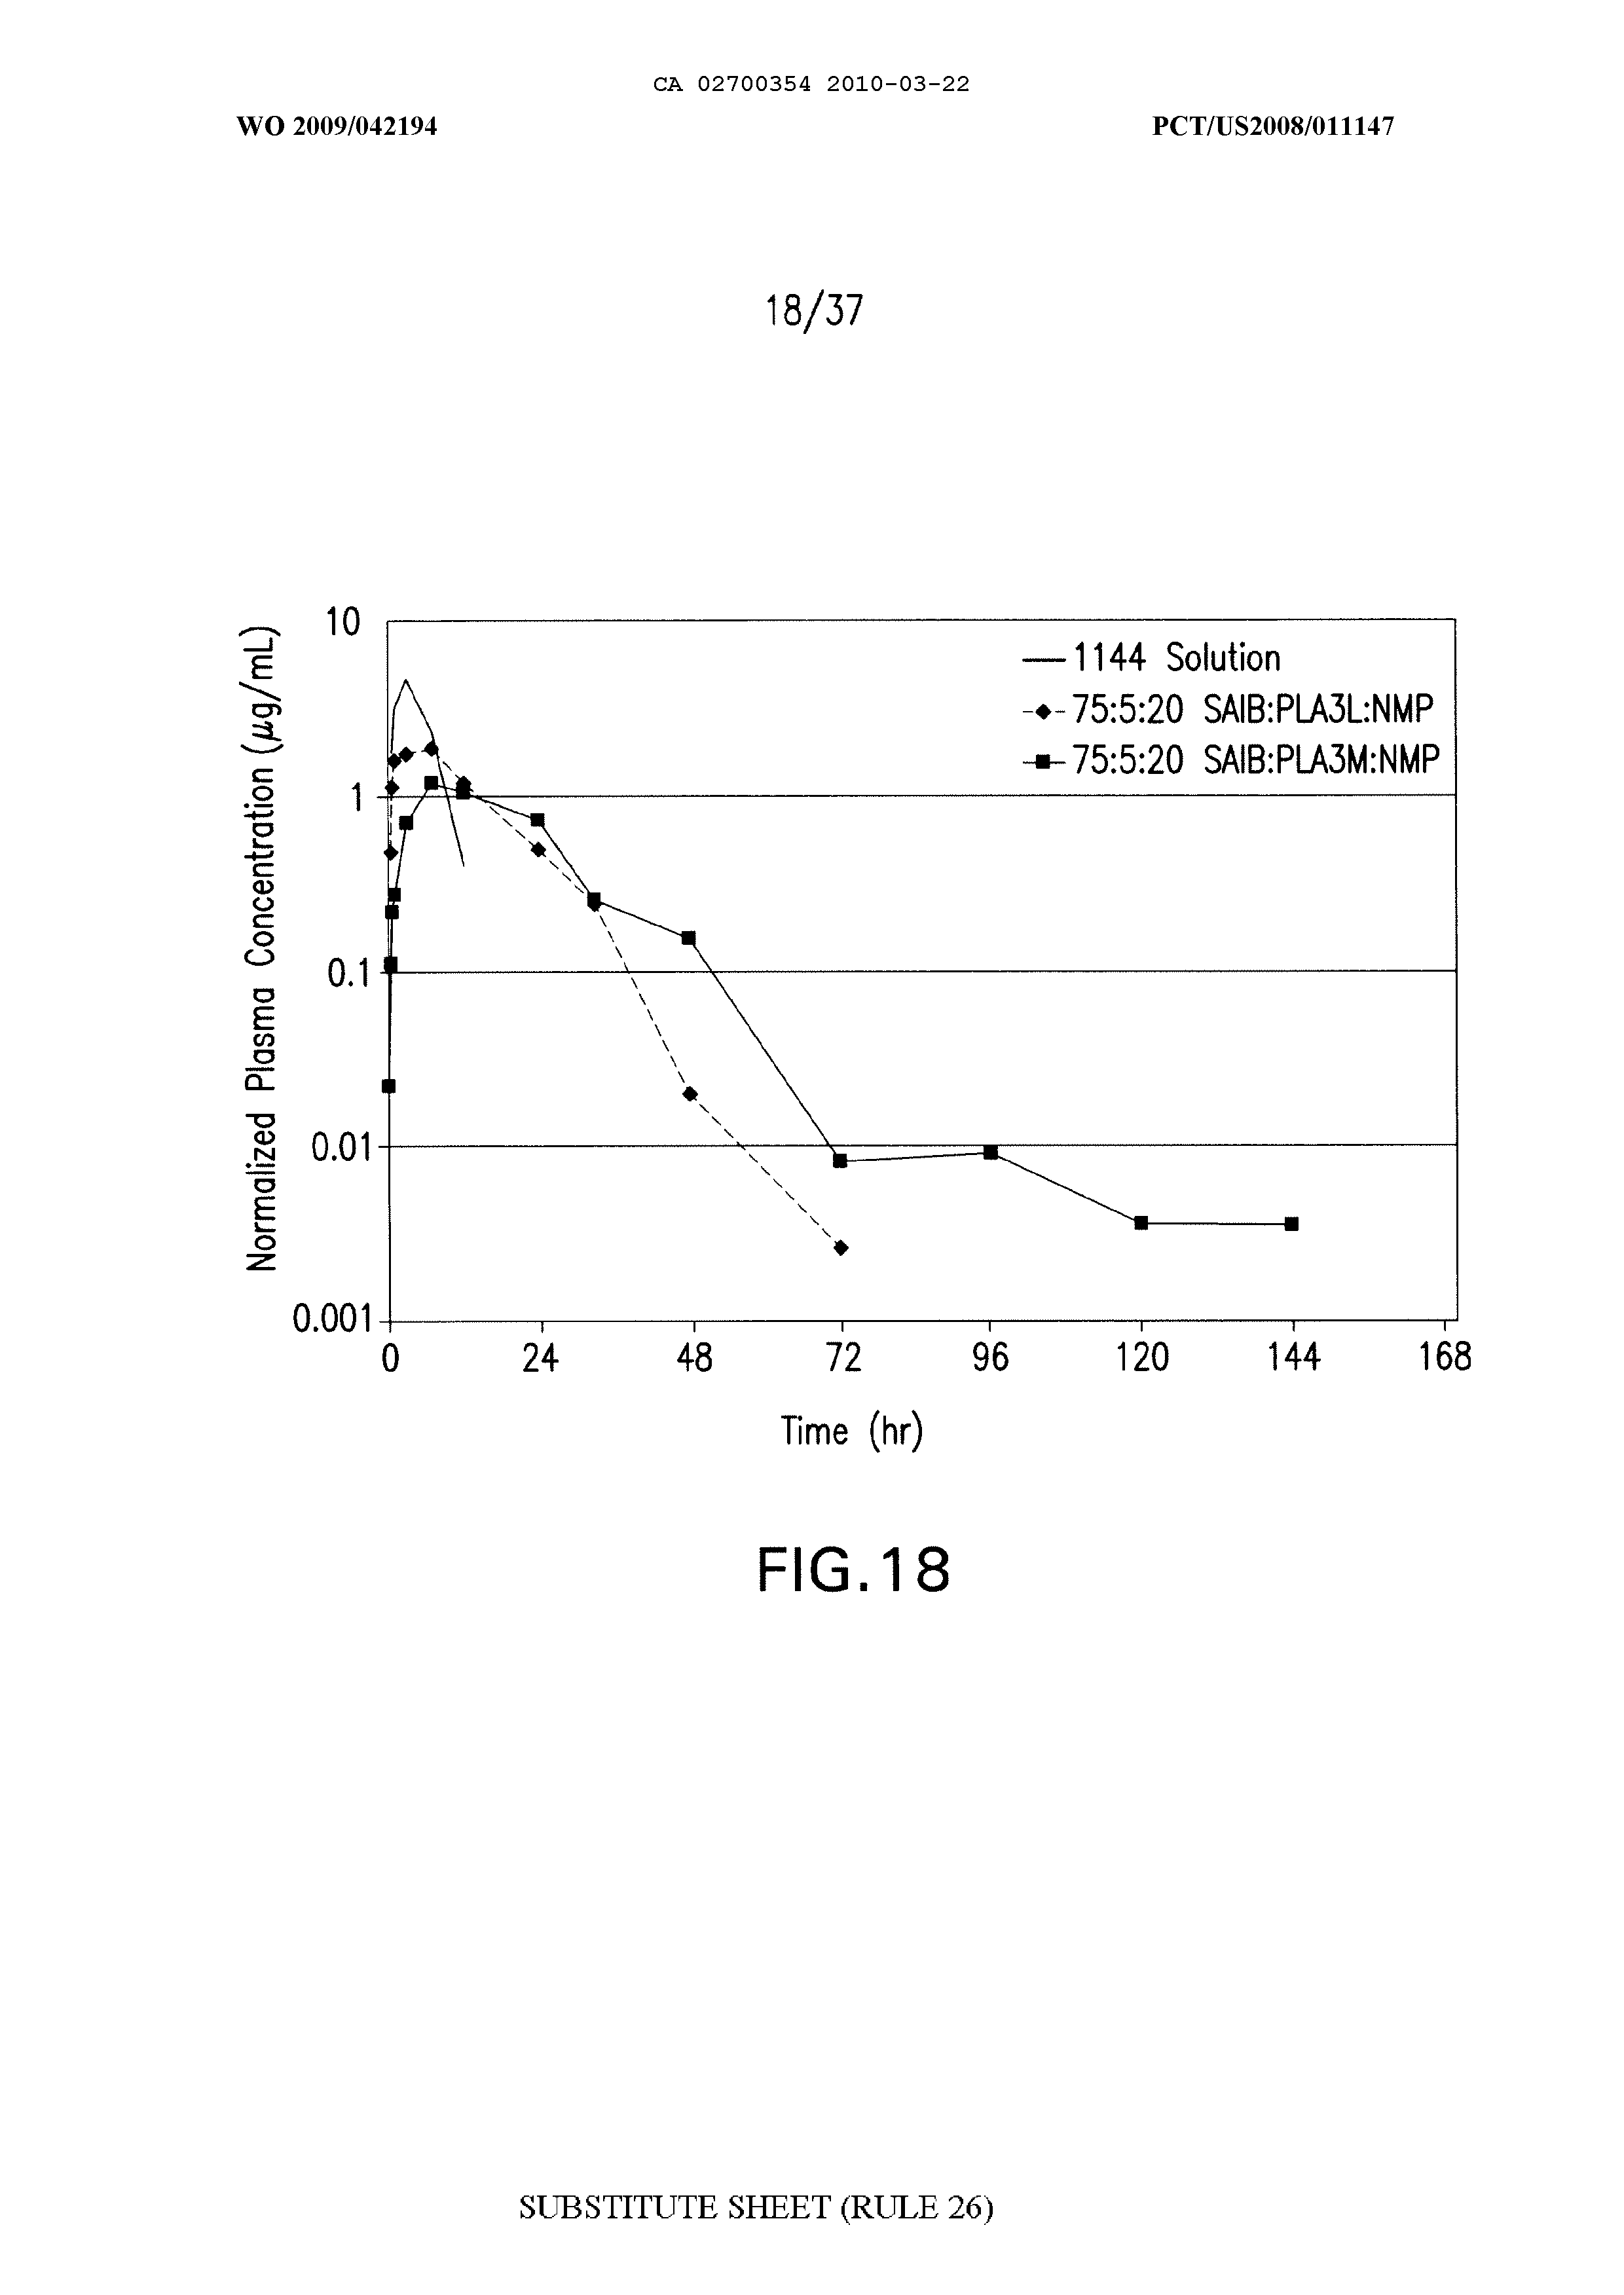 CA 02700354 2010-03-22
WO 2009/042194 PCT/US2008/011147
18/37
Normalized Plasma Concentration (µg/mL)
10
1
0.1
0.01
0.001
1144 Solution
75:5:20 SAIB:PLA3L:NMP
75:5:20 SAIB:PLA3M:NMP
0 24 48 72 96 120 144 168
Time (hr)
FIG.18
SUBSTITUTE SHEET (RULE 26)